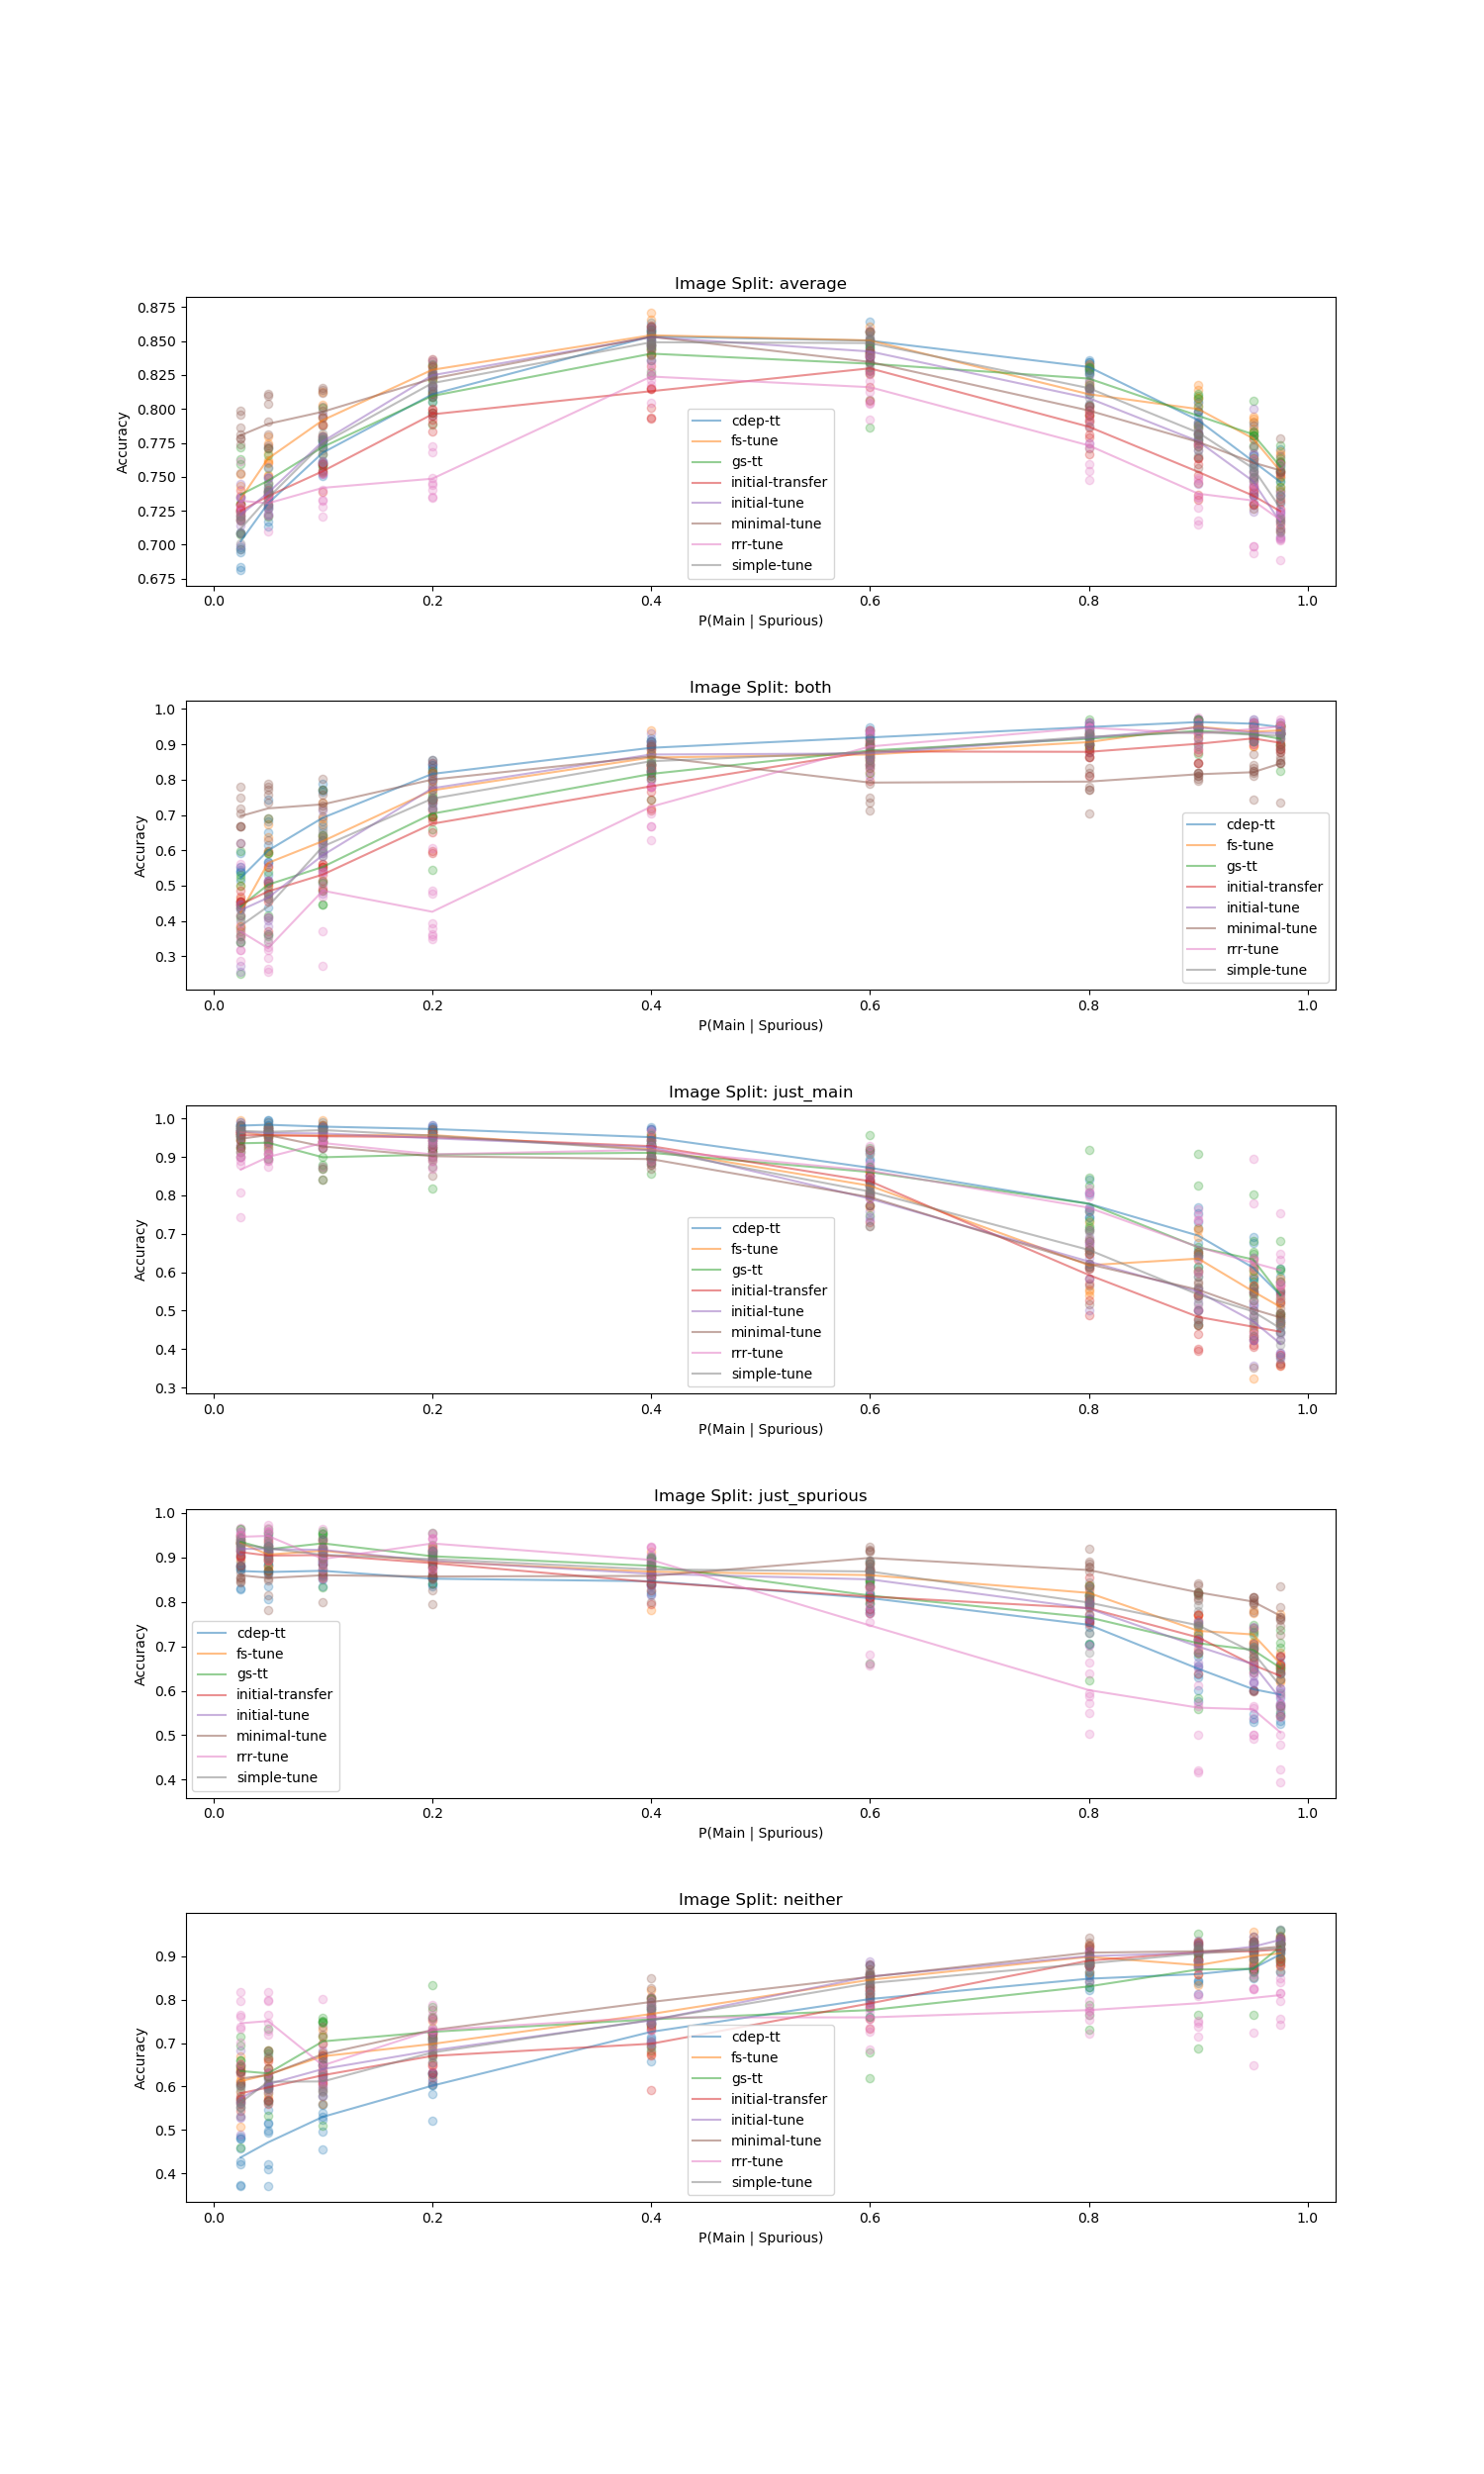 Image Split: average
0.875
0.850
0.825
0.800
0.775
0.750
0.725
0.700
0.675
Accuracy
cdep-tt
fs-tune
gs-tt
initial-transfer
initial-tune
minimal-tune
rrr-tune
simple-tune
0.0 0.2 0.4 0.6 0.8 1.0
P(Main | Spurious)
Image Split: both
1.0
0.9
0.8
0.7
0.6
0.5
0.4
0.3
Accuracy
cdep-tt
fs-tune
gs-tt
initial-transfer
initial-tune
minimal-tune
rrr-tune
simple-tune
0.0 0.2 0.4 0.6 0.8 1.0
P(Main | Spurious)
Image Split: just_main
1.0
0.9
0.8
0.7
0.6
0.5
0.4
0.3
Accuracy
cdep-tt
fs-tune
gs-tt
initial-transfer
initial-tune
minimal-tune
rrr-tune
simple-tune
0.0 0.2 0.4 0.6 0.8 1.0
P(Main | Spurious)
Image Split: just_spurious
1.0
0.9
0.8
0.7
0.6
0.5
0.4
Accuracy
cdep-tt
fs-tune
gs-tt
initial-transfer
initial-tune
minimal-tune
rrr-tune
simple-tune
0.0 0.2 0.4 0.6 0.8 1.0
P(Main | Spurious)
Image Split: neither
0.9
0.8
0.7
0.6
0.5
0.4
Accuracy
cdep-tt
fs-tune
gs-tt
initial-transfer
initial-tune
minimal-tune
rrr-tune
simple-tune
0.0 0.2 0.4 0.6 0.8 1.0
P(Main | Spurious)